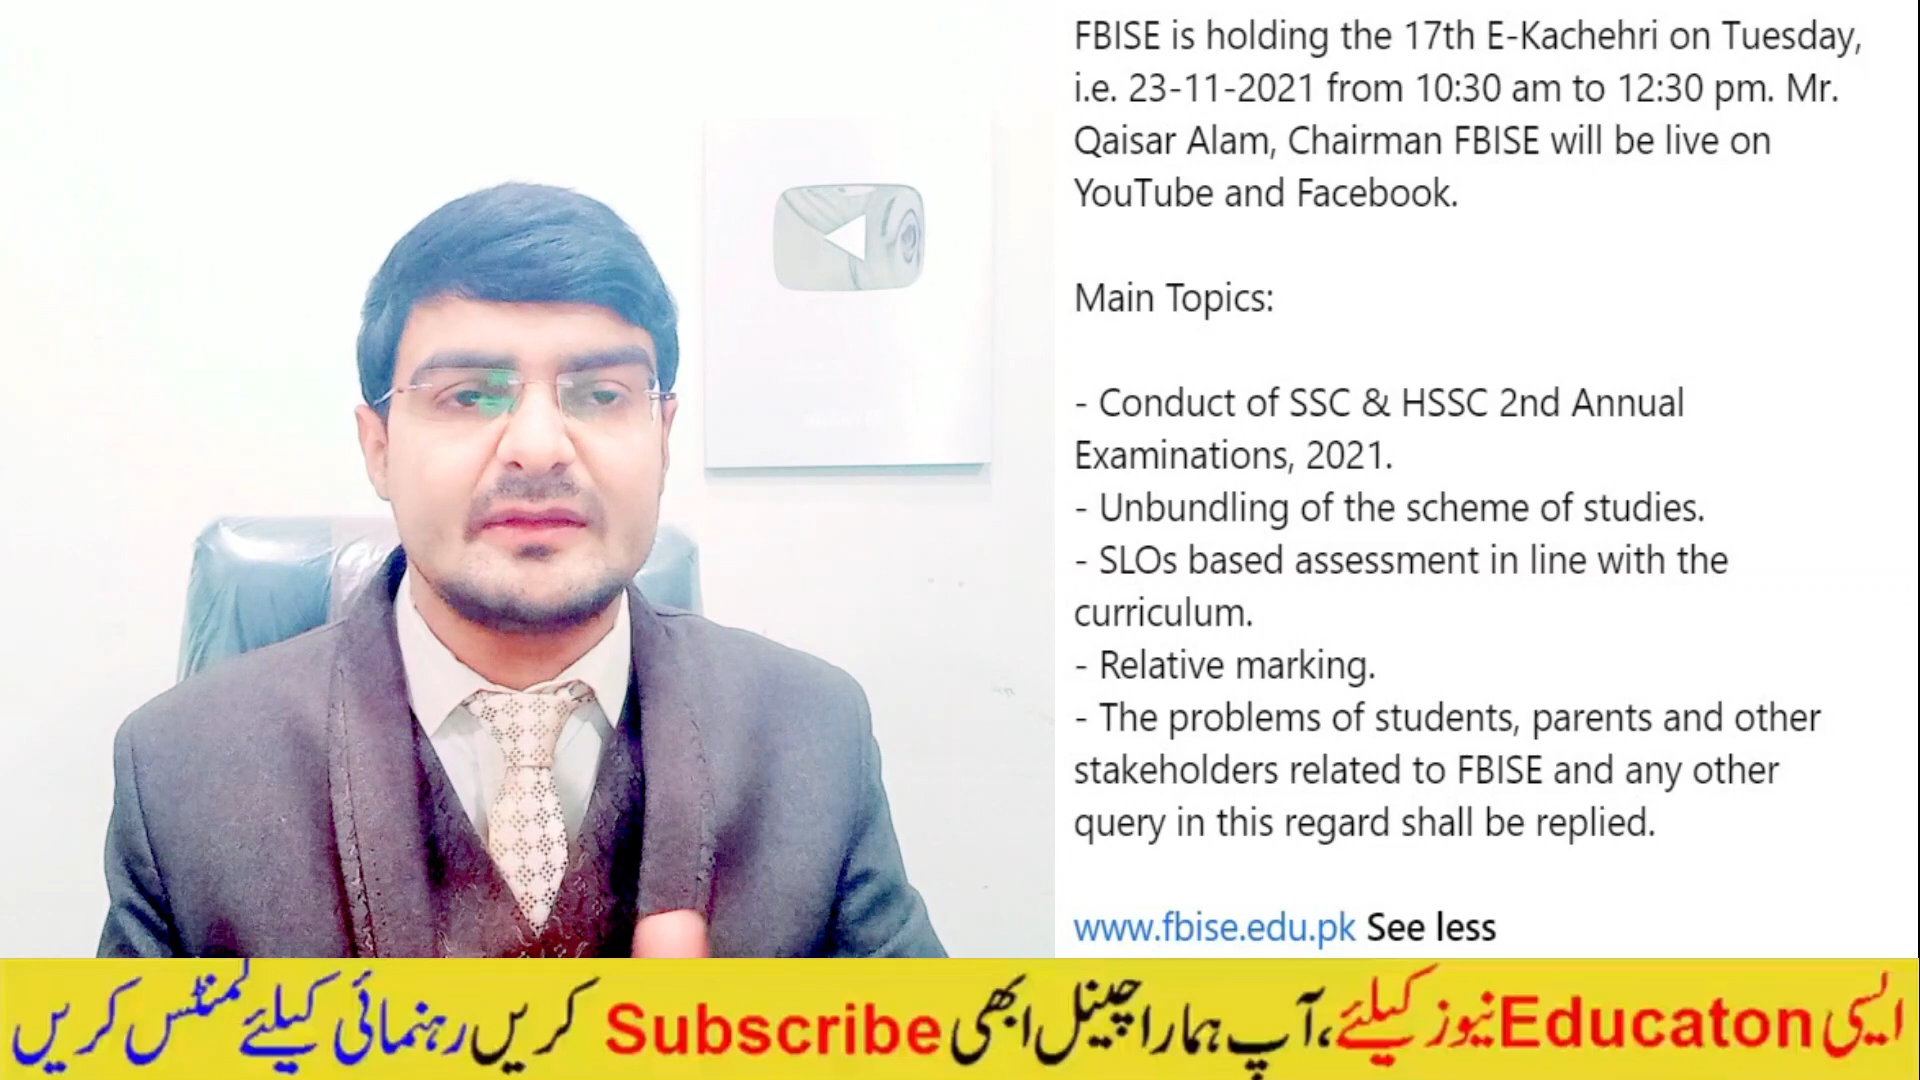 FBISE is holding the 17th E-Kachehri on Tuesday,
i.e. 23-11-2021 from 10:30 am to 12:30 pm. Mr.
Qaisar Alam, Chairman FBISE will be live on
YouTube and Facebook.
Main Topics:
- Conduct of SSC & HSSC 2nd Annual
Examinations, 2021.
- Unbundling of the scheme of studies.
- SLOs based assessment in line with the
curriculum.
- Relative marking.
- The problems of students, parents and other
stakeholders related to FBISE and any other
query in this regard shall be replied.
www.fbise.edu.pk See less
ایسی Educatonنیوز کیلئے، آپ ہمارا چینل ابھی Subscribe کریں رہنمائی کیلئے کمنٹس کریں